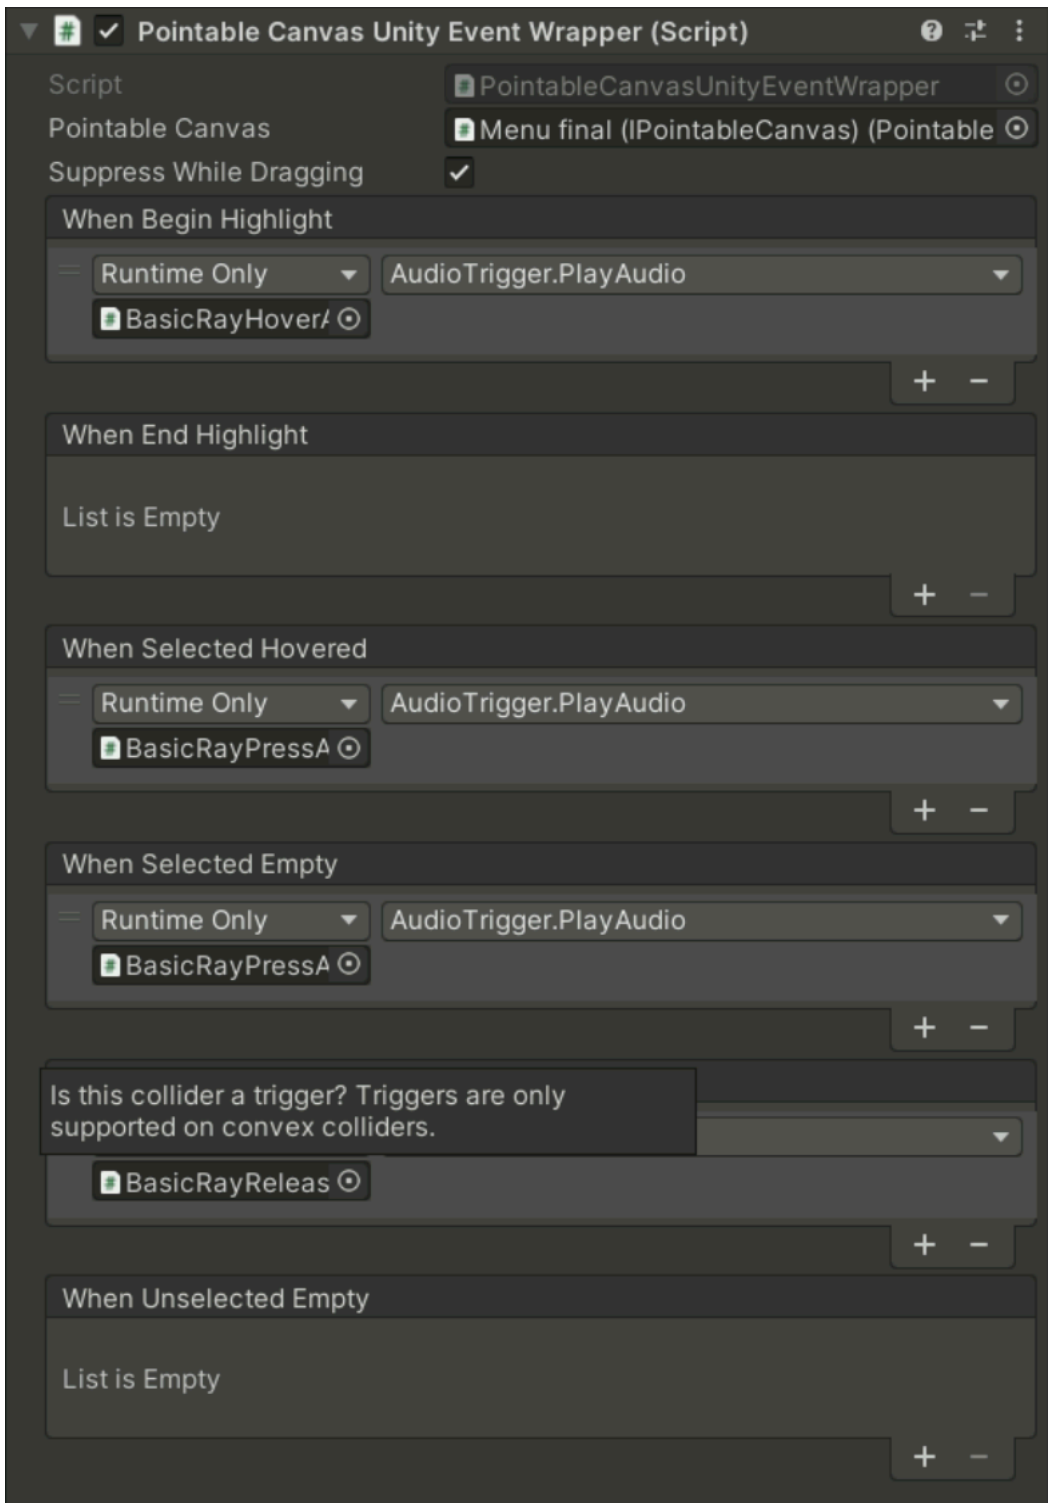 Pointable Canvas Unity Event Wrapper (Script)
Script PointableCanvasUnityEventWrapper
Pointable Canvas Menu final (IPointableCanvas) (Pointable
Suppress While Dragging
When Begin Highlight
Runtime Only AudioTrigger.PlayAudio
BasicRayHoverA
When End Highlight
List is Empty
When Selected Hovered
Runtime Only AudioTrigger.PlayAudio
BasicRayPressA
When Selected Empty
Runtime Only AudioTrigger.PlayAudio
BasicRayPressA
Is this collider a trigger? Triggers are only
supported on convex colliders.
BasicRayReleas
When Unselected Empty
List is Empty